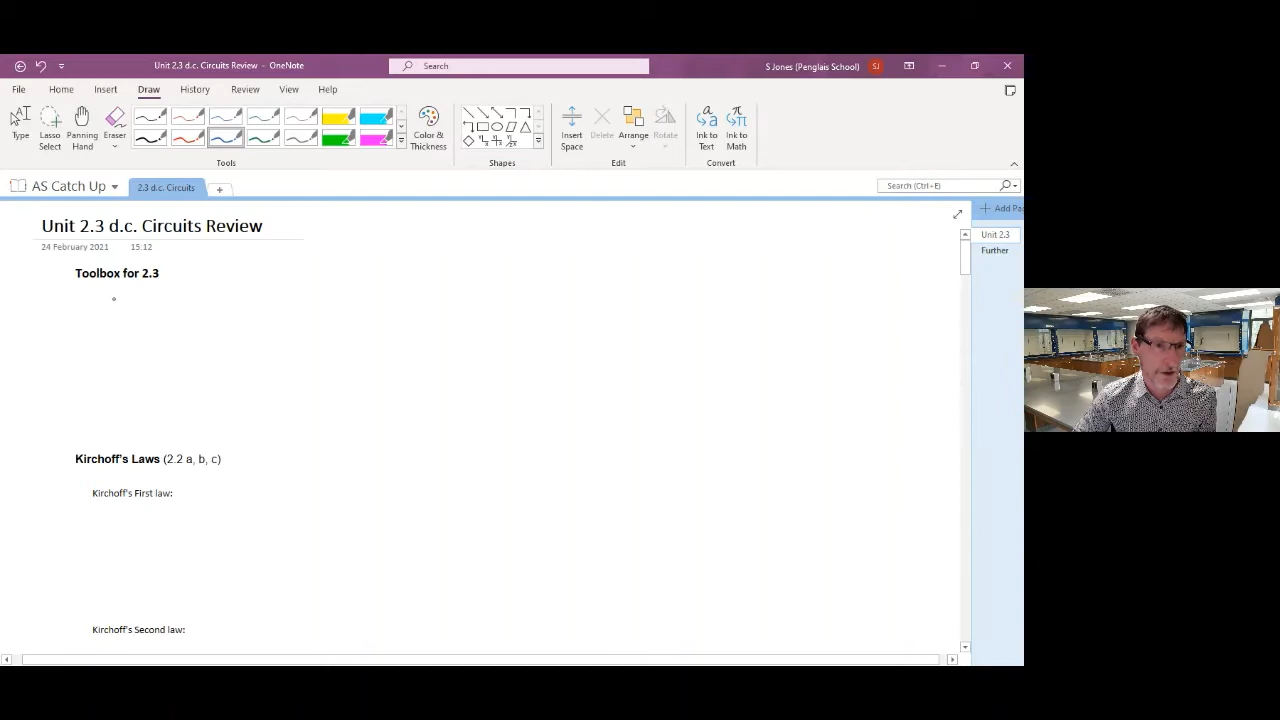 Unit 2.3 d.c. Circuits Review - OneNote
Search
S Jones (Penglais School)
SJ
File
Home
Insert
Draw
History
Review
View
Help
Type
Lasso Select
Panning Hand
Eraser
Color & Thickness
Insert Space
Delete
Arrange
Rotate
Ink to Text
Ink to Math
Tools
Shapes
Edit
Convert
AS Catch Up
2.3 d.c. Circuits
Search (Ctrl+E)
Unit 2.3 d.c. Circuits Review
Add Pa
24 February 2021 15:12
Unit 2.3
Further
Toolbox for 2.3
Kirchoff's Laws (2.2 a, b, c)
Kirchoff's First law:
Kirchoff's Second law: